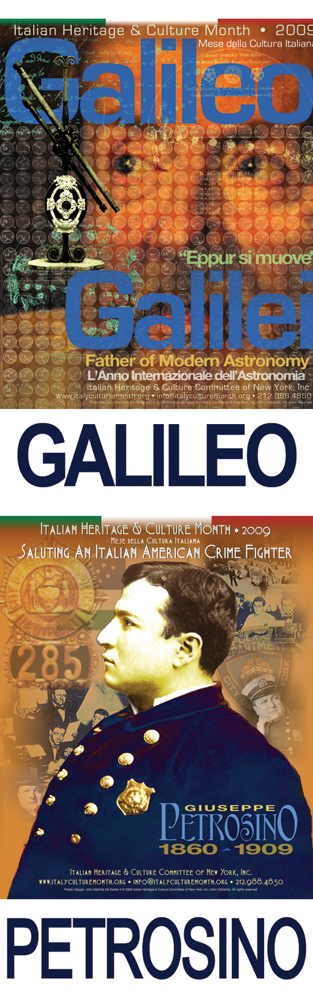 Italian Heritage & Culture Month • 2009
Mese della Cultura Italiana
Galileo
"Eppur si muove"
Galilei
Father of Modern Astronomy
L'Anno Internazionale dell'Astronomia
Italian Heritage & Culture Committee of New York, Inc.
www.italyculturemonth.org • info@italyculturemonth.org • 212.988.4850
GALILEO
ITALIAN HERITAGE & CULTURE MONTH • 2009
MESE DELLA CULTURA ITALIANA
SALUTING AN ITALIAN AMERICAN CRIME FIGHTER
285
CITY
YORK
GIUSEPPE
PETROSINO
1860 - 1909
ITALIAN HERITAGE & CULTURE COMMITTEE OF NEW YORK, INC.
WWW.ITALYCULTUREMONTH.ORG • INFO@ITALYCULTUREMONTH.ORG • 212.988.4850
Poster Design: John Battista De Santis • © 2009 Italian Heritage & Culture Committee of New York, Inc./John DeSantis. All rights reserved
PETROSINO